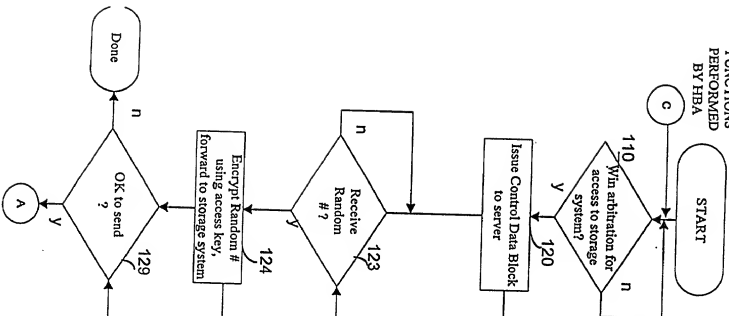 FUNCTIONS
PERFORMED
BY HBA
START
C
110
Win arbitration for
access to storage
system?
n
y
Issue Control Data Block
to server
120
Receive
Random
# ?
123
n
y
Encrypt Random #
using access key,
forward to storage system
124
OK to send
?
129
n
y
Done
A